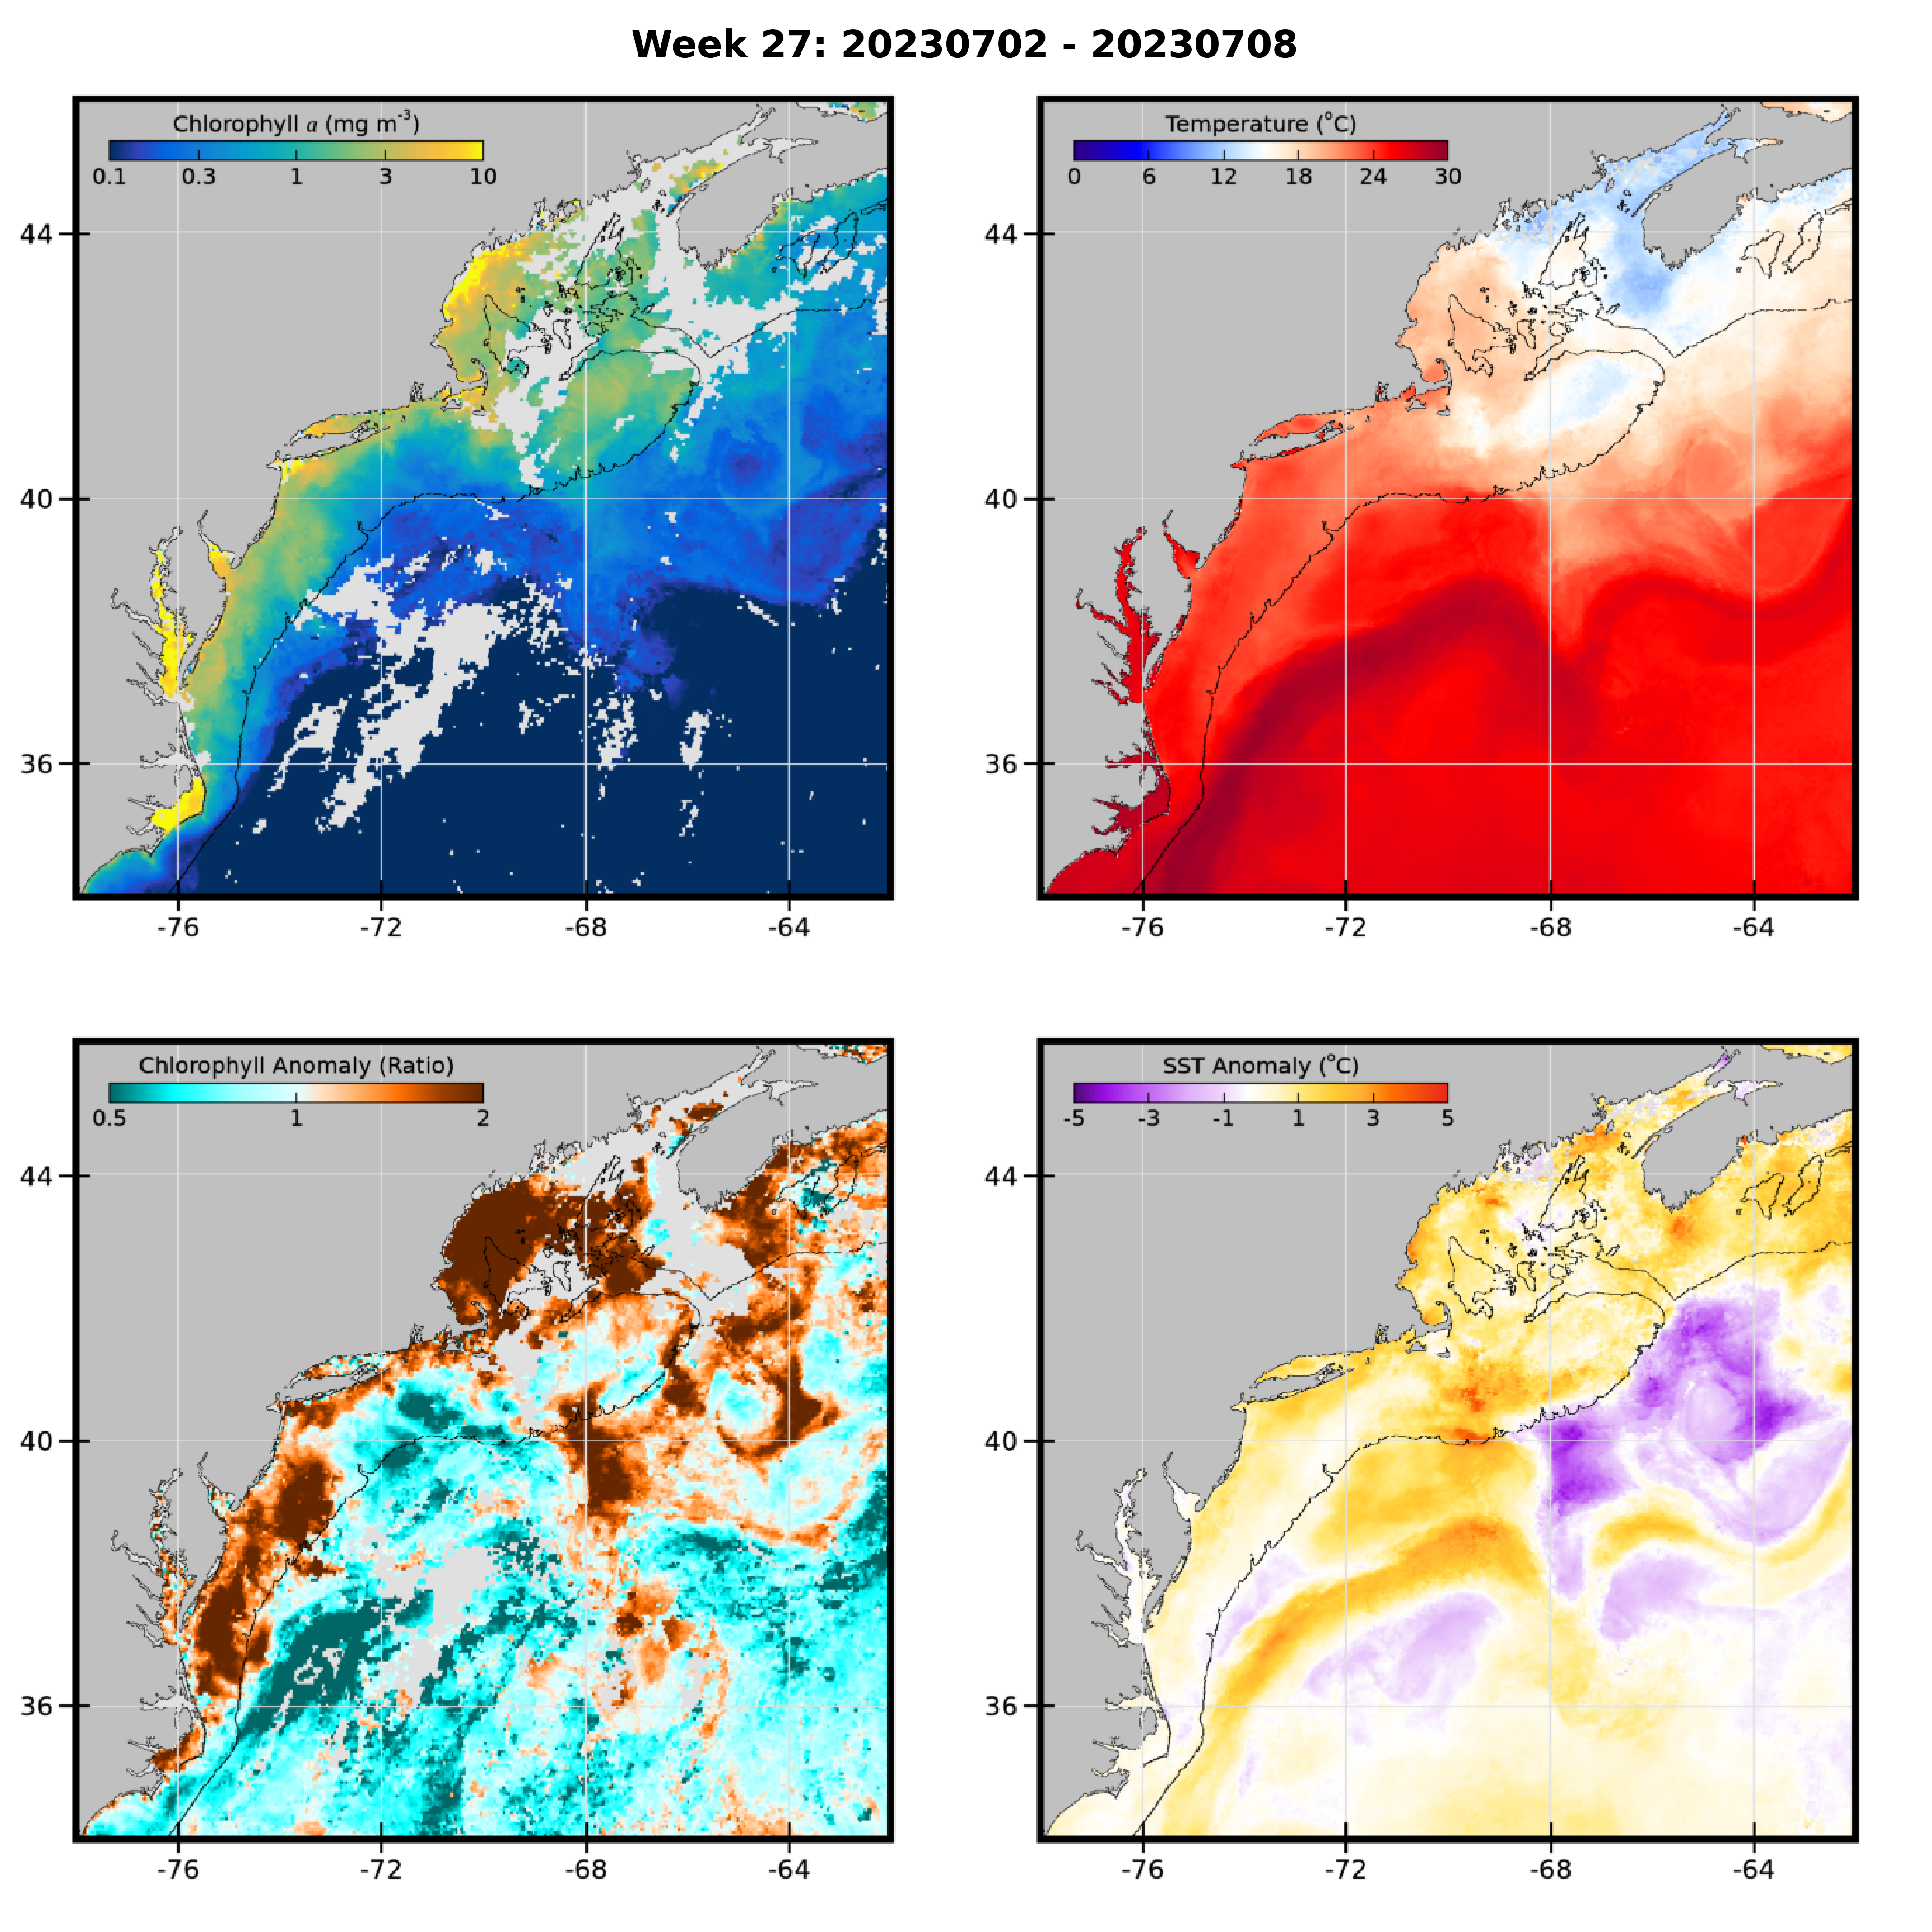 Week 27: 20230702 - 20230708
Chlorophyll a (mg m-3)
0.1 0.3 1 3 10
44
40
36
-76 -72 -68 -64
Temperature (°C)
0 6 12 18 24 30
44
40
36
-76 -72 -68 -64
Chlorophyll Anomaly (Ratio)
0.5 1 2
44
40
36
-76 -72 -68 -64
SST Anomaly (°C)
-5 -3 -1 1 3 5
44
40
36
-76 -72 -68 -64